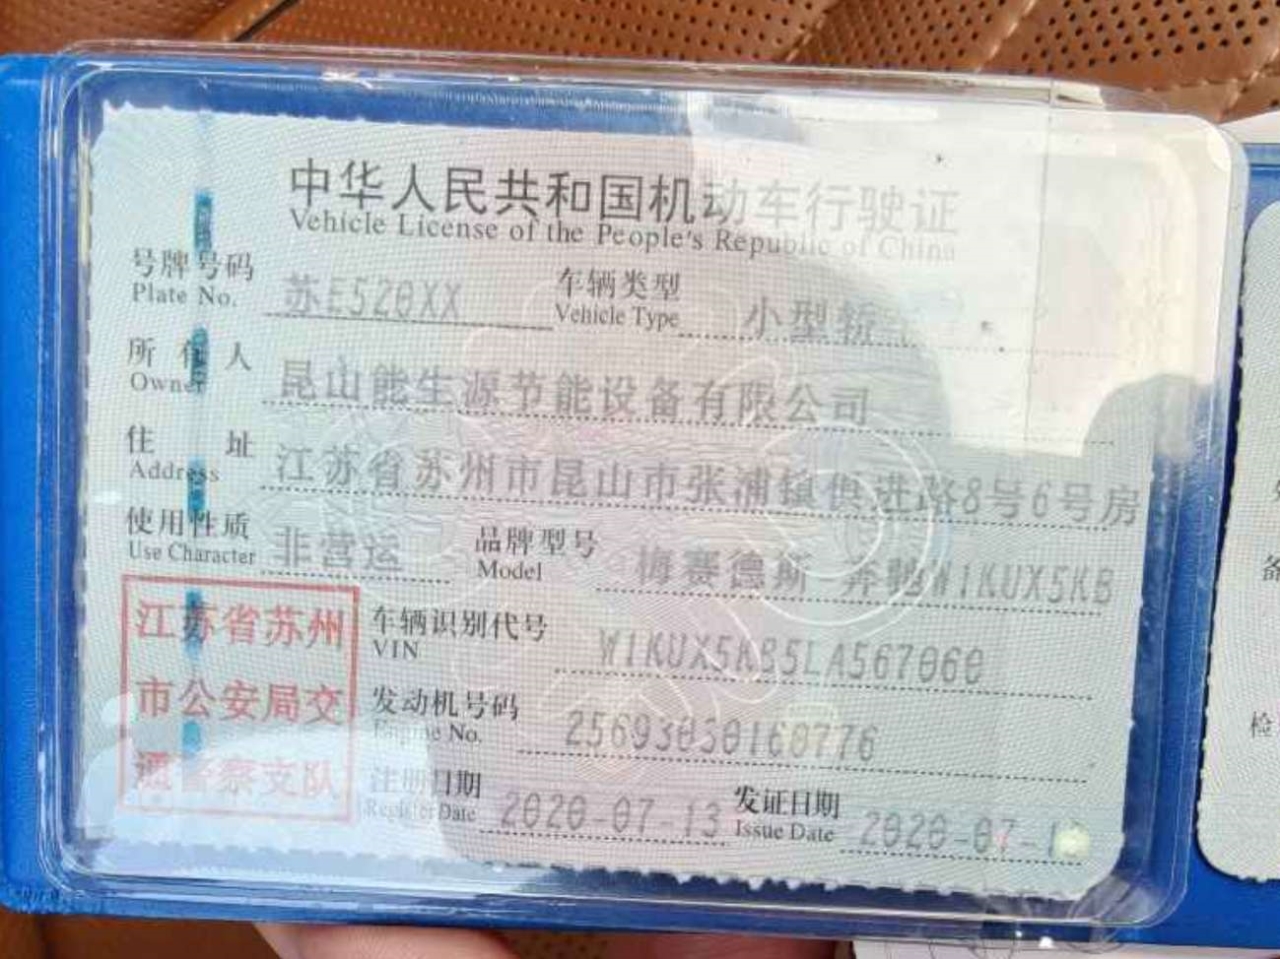 中华人民共和国机动车行驶证
Vehicle License of the People's Republic of China
号牌号码 苏E520XX 车辆类型 小型轿
Plate No. Vehicle Type
所有人 昆山能生源节能设备有限公司
Owner
住址 江苏省苏州市昆山市张浦镇俱进路8号6号房
Address
使用性质 非营运 品牌型号 梅赛德斯 奔驰W1KUX5KB
Use Character Model
江苏省苏州
市公安局交
通警察支队
车辆识别代号 W1KUX5KB5LA567060
VIN
发动机号码 25693030160776
Engine No.
注册日期 2020-07-13 发证日期 2020-07-1
Register Date Issue Date
检